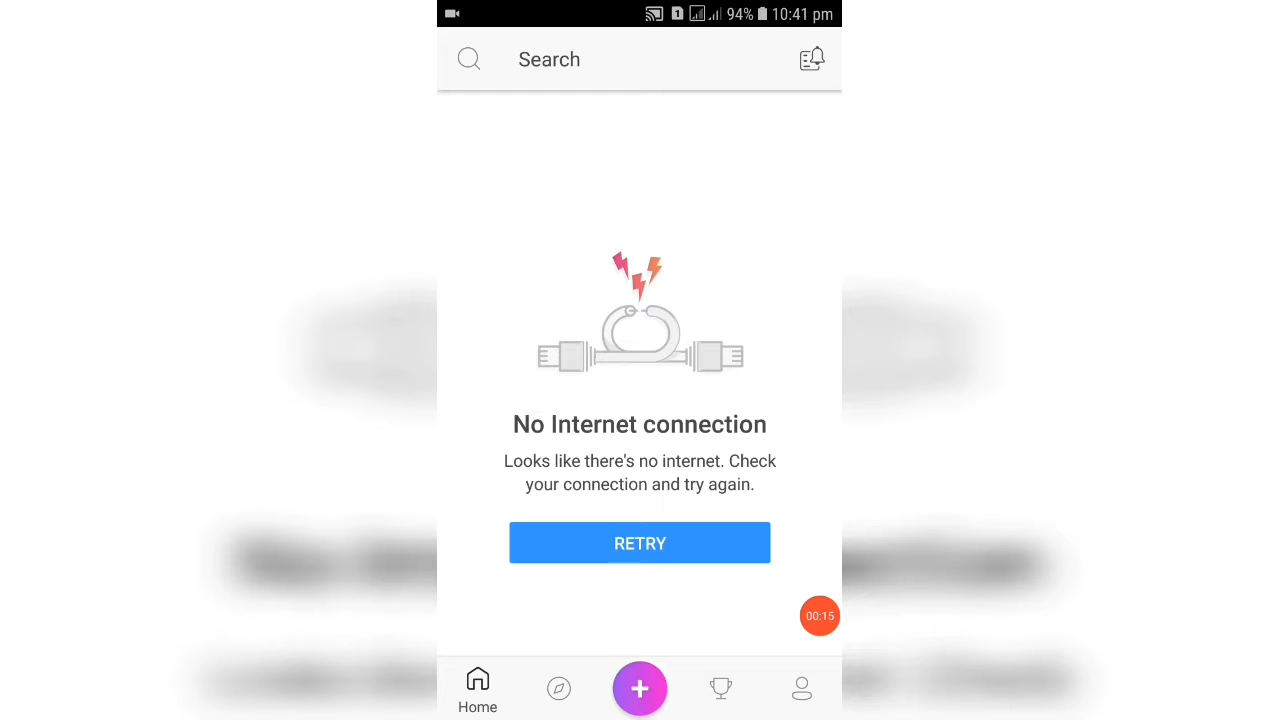 1 94% 10:41 pm
Search
No Internet connection
Looks like there's no internet. Check
your connection and try again.
RETRY
00:15
Home